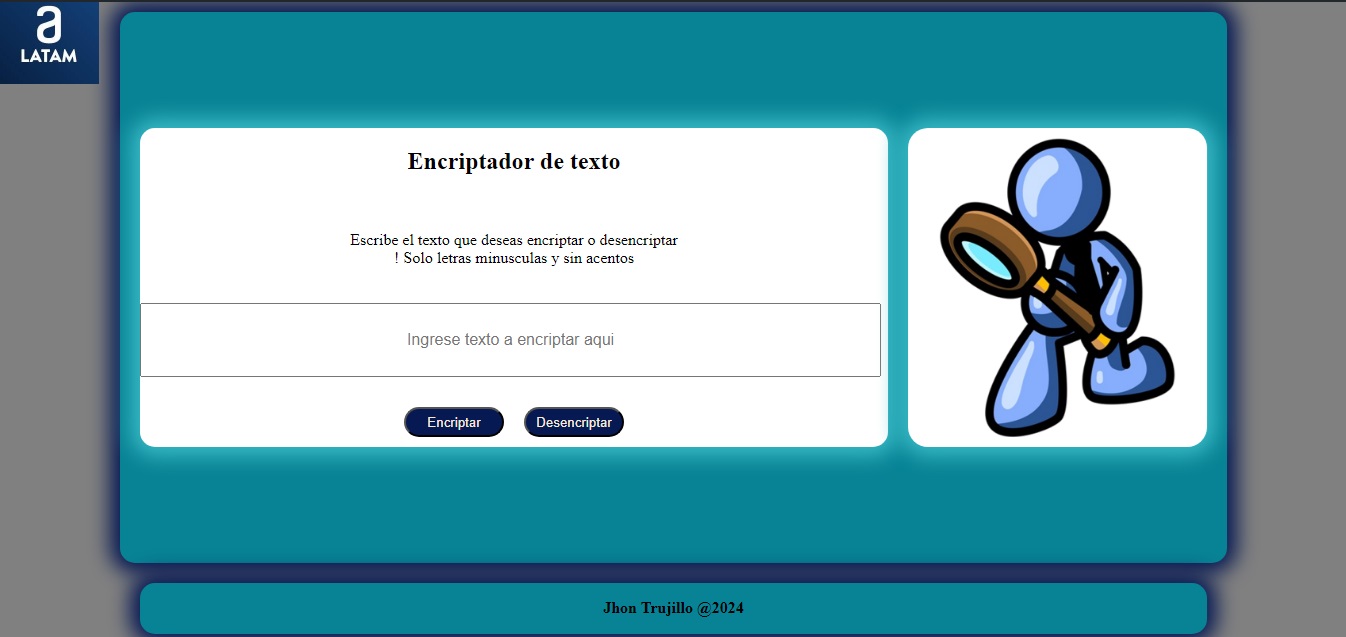 a
LATAM
Encriptador de texto
Escribe el texto que deseas encriptar o desencriptar
! Solo letras minusculas y sin acentos
Ingrese texto a encriptar aqui
Encriptar
Desencriptar
Jhon Trujillo @2024